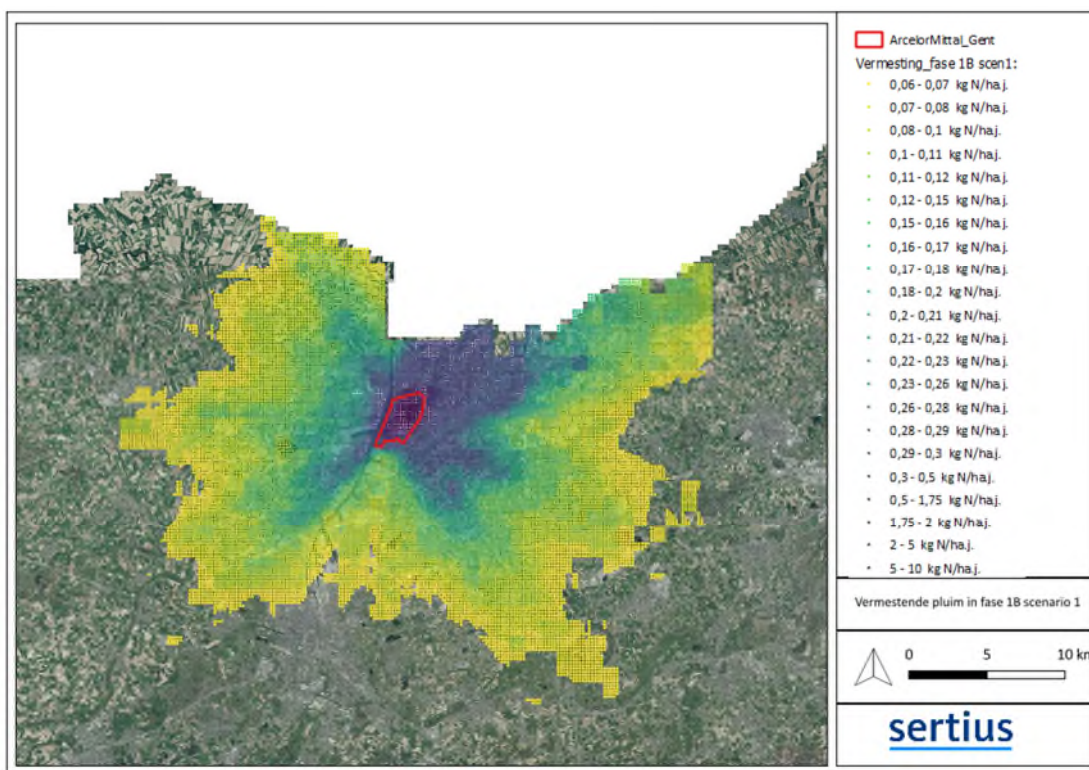 ArcelorMittal_Gent
Vermesting_fase 1B scen1:
0,06 - 0,07 kg N/ha.j.
0,07 - 0,08 kg N/ha.j.
0,08 - 0,1 kg N/ha.j.
0,1 - 0,11 kg N/ha.j.
0,11 - 0,12 kg N/ha.j.
0,12 - 0,15 kg N/ha.j.
0,15 - 0,16 kg N/ha.j.
0,16 - 0,17 kg N/ha.j.
0,17 - 0,18 kg N/ha.j.
0,18 - 0,2 kg N/ha.j.
0,2 - 0,21 kg N/ha.j.
0,21 - 0,22 kg N/ha.j.
0,22 - 0,23 kg N/ha.j.
0,23 - 0,26 kg N/ha.j.
0,26 - 0,28 kg N/ha.j.
0,28 - 0,29 kg N/ha.j.
0,29 - 0,3 kg N/ha.j.
0,3 - 0,5 kg N/ha.j.
0,5 - 1,75 kg N/ha.j.
1,75 - 2 kg N/ha.j.
2 - 5 kg N/ha.j.
5 - 10 kg N/ha.j.
Vermestende pluim in fase 1B scenario 1
0 5 10 km
sertius